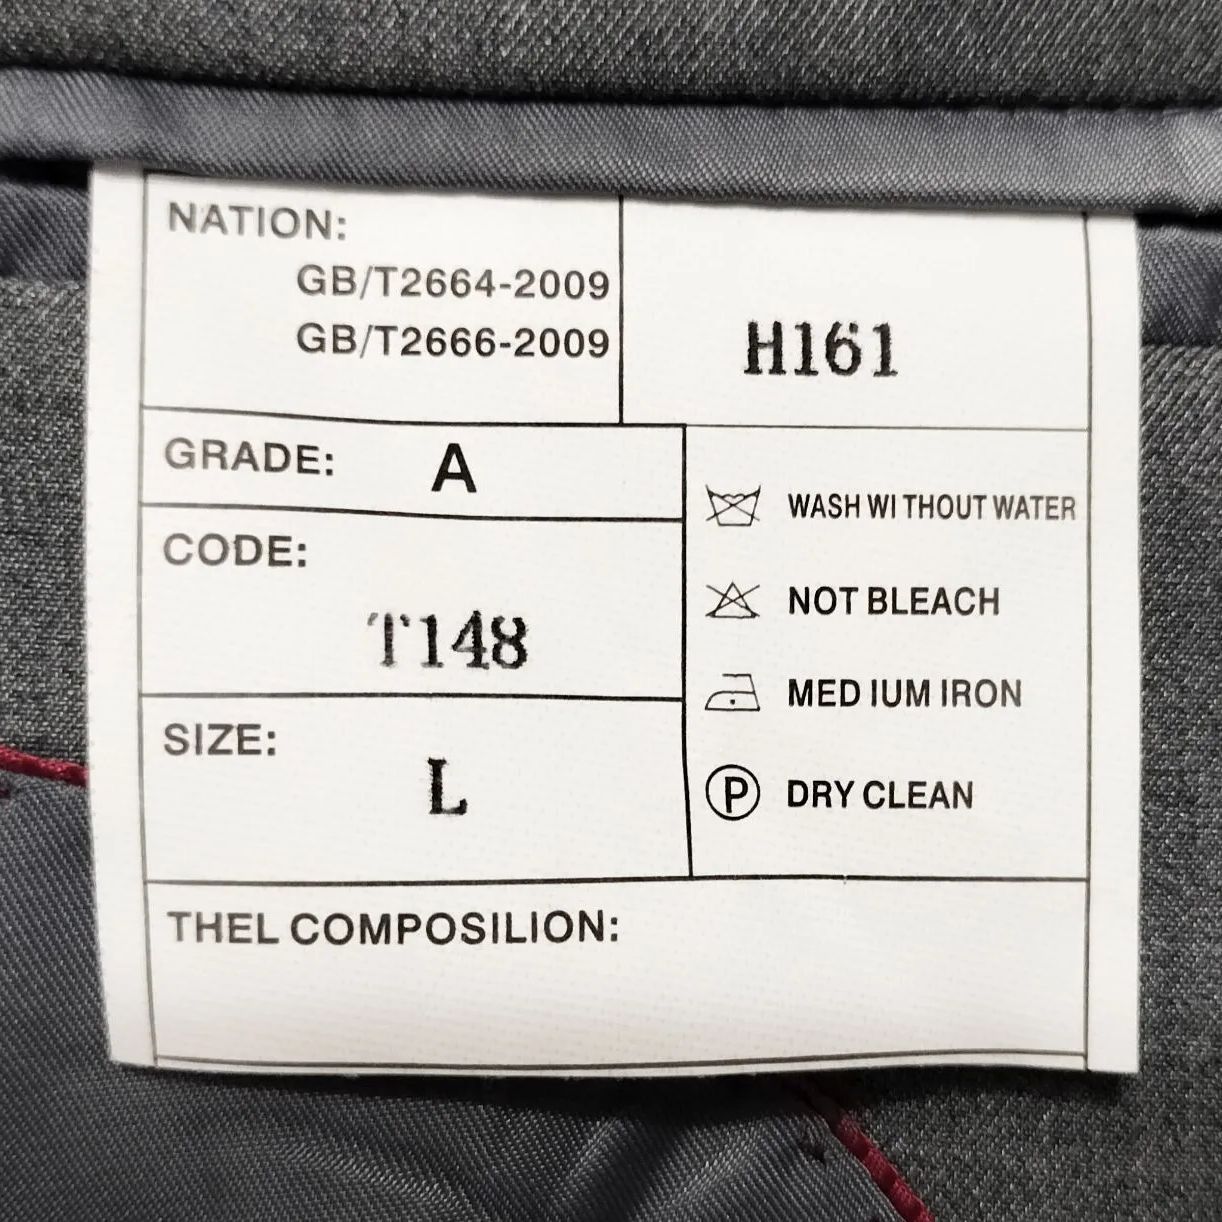 NATION:
GB/T2664-2009
GB/T2666-2009
H161
GRADE: A
CODE:
T148
SIZE:
L
WASH WI THOUT WATER
NOT BLEACH
MED IUM IRON
P DRY CLEAN
THEL COMPOSILION: